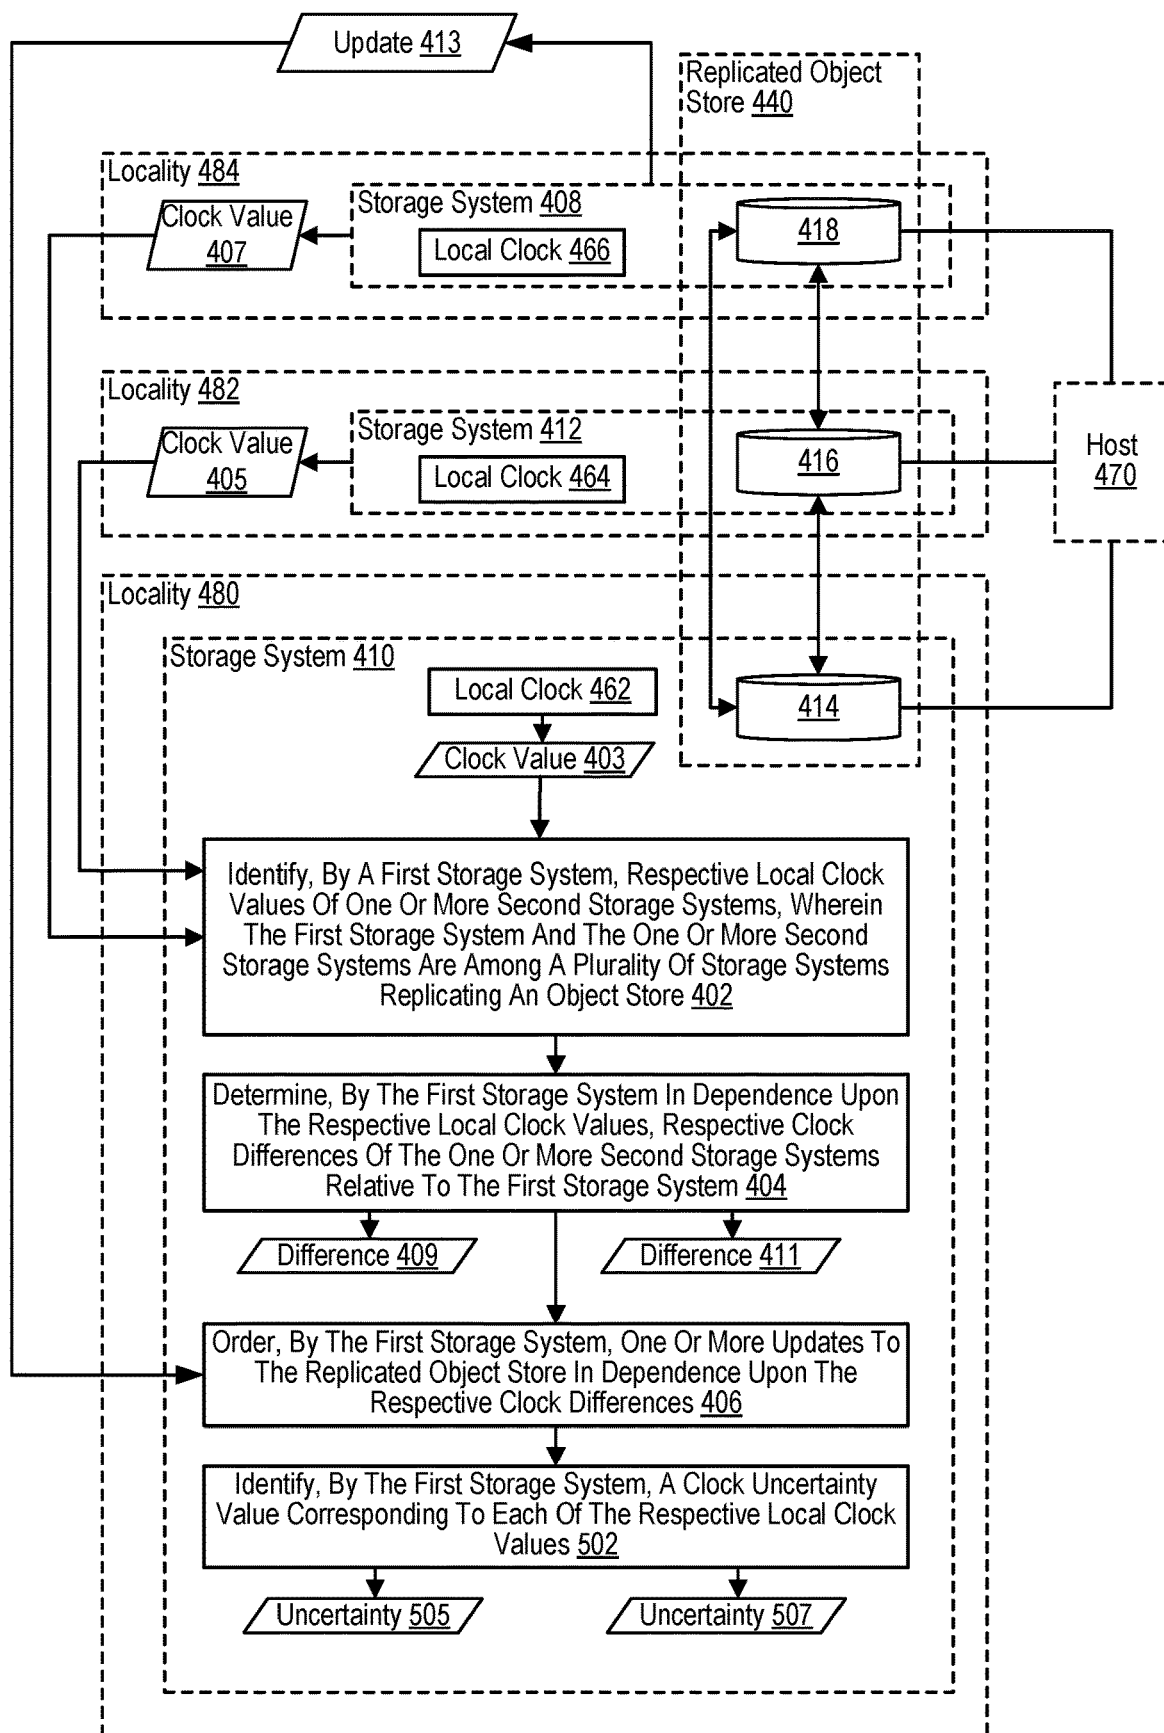 Update 413
Replicated Object
Store 440
Locality 484
Clock Value
407
Storage System 408
Local Clock 466
418
Locality 482
Clock Value
405
Storage System 412
Local Clock 464
416
Host
470
Locality 480
Storage System 410
Local Clock 462
Clock Value 403
414
Identify, By A First Storage System, Respective Local Clock
Values Of One Or More Second Storage Systems, Wherein
The First Storage System And The One Or More Second
Storage Systems Are Among A Plurality Of Storage Systems
Replicating An Object Store 402
Determine, By The First Storage System In Dependence Upon
The Respective Local Clock Values, Respective Clock
Differences Of The One Or More Second Storage Systems
Relative To The First Storage System 404
Difference 409
Difference 411
Order, By The First Storage System, One Or More Updates To
The Replicated Object Store In Dependence Upon The
Respective Clock Differences 406
Identify, By The First Storage System, A Clock Uncertainty
Value Corresponding To Each Of The Respective Local Clock
Values 502
Uncertainty 505
Uncertainty 507